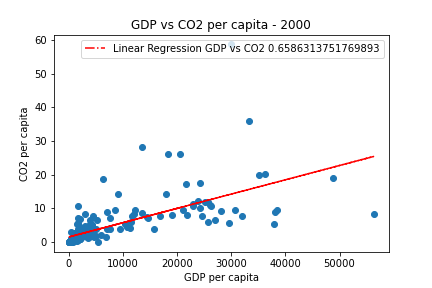 GDP vs CO2 per capita - 2000
Linear Regression GDP vs CO2 0.6586313751769893
60
50
40
30
20
10
0
CO2 per capita
0 10000 20000 30000 40000 50000
GDP per capita